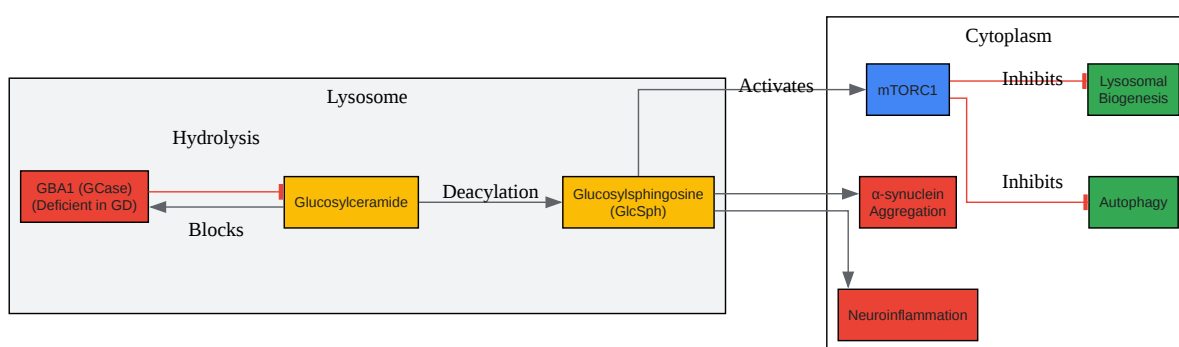 Cytoplasm
Activates
mTORC1
Inhibits
Lysosomal
Biogenesis
Lysosome
Hydrolysis
GBA1 (GCase)
(Deficient in GD)
Glucosylceramide
Deacylation
Glucosylsphingosine
(GlcSph)
α-synuclein
Aggregation
Inhibits
Autophagy
Blocks
Neuroinflammation